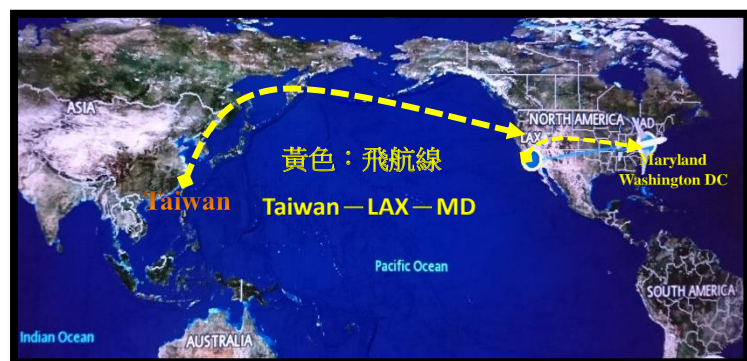 ASIA
NORTH AMERICA
IAD
LAX
Maryland
Washington DC
黃色：飛航線
Taiwan
Taiwan－LAX－MD
Pacific Ocean
SOUTH AMERICA
Indian Ocean
AUSTRALIA